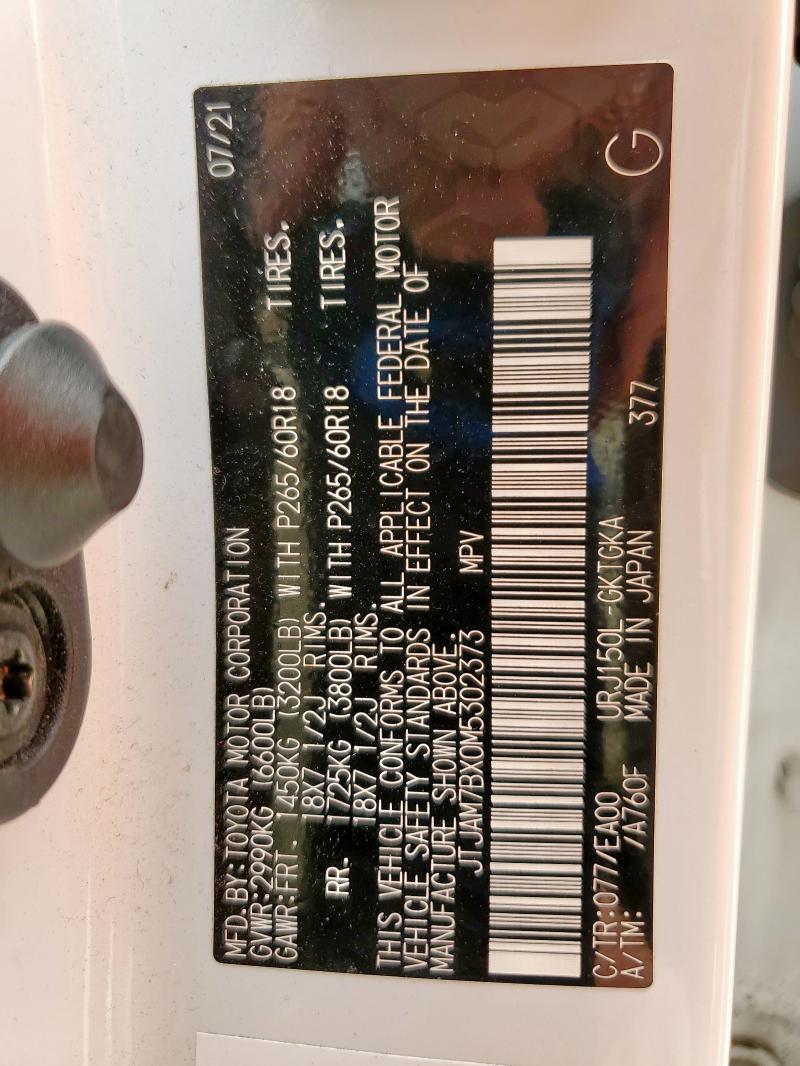 MFD. BY: TOYOTA MOTOR CORPORATION 07/21
GVWR: 2990KG (6600LB)
GAWR: FRT. 1450KG (3200LB) WITH P265/60R18 TIRES.
18X7 1/2J RIMS.
RR. 1725KG (3800LB) WITH P265/60R18 TIRES.
18X7 1/2J RIMS.
THIS VEHICLE CONFORMS TO ALL APPLICABLE FEDERAL MOTOR
VEHICLE SAFETY STANDARDS IN EFFECT ON THE DATE OF
MANUFACTURE SHOWN ABOVE.
JTJAM7BX0M5302373 MPV
C/TR: 077/EA00 URJ150L-GKTGKA
A/TM: /A760F MADE IN JAPAN 377 G